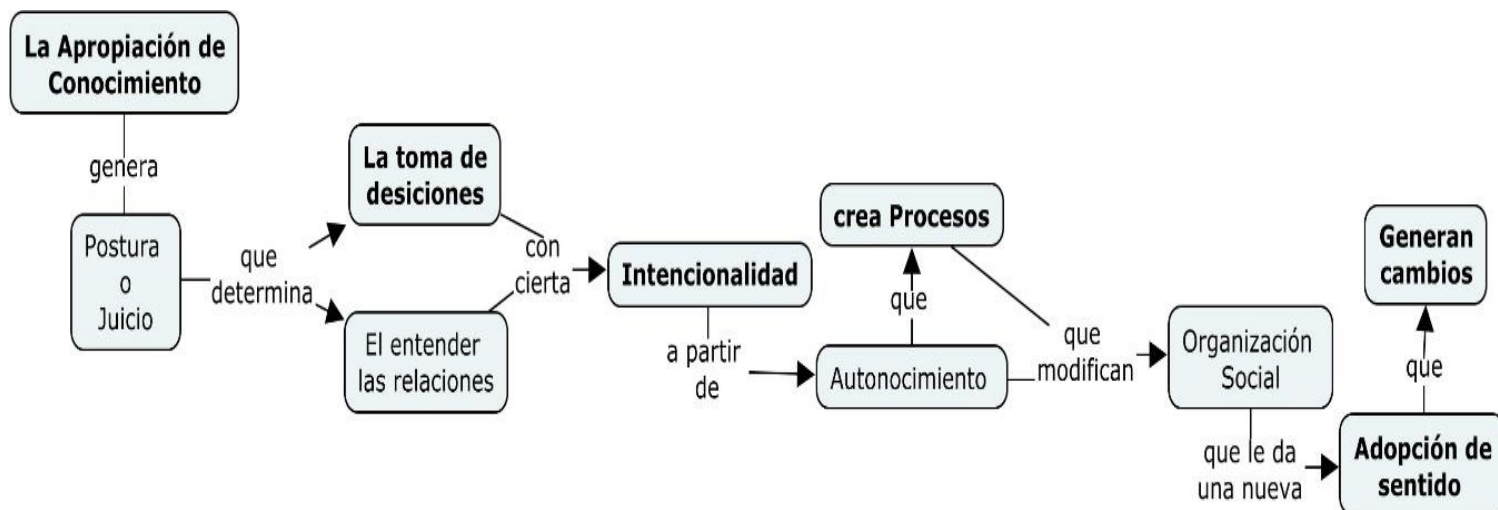 La Apropiación de
Conocimiento
genera
Postura
o
Juicio
que
determina
La toma de
desiciones
El entender
las relaciones
con
cierta
Intencionalidad
a partir
de
Autonocimiento
que
crea Procesos
que
modifican
Organización
Social
que le da
una nueva
Adopción de
sentido
que
Generan
cambios